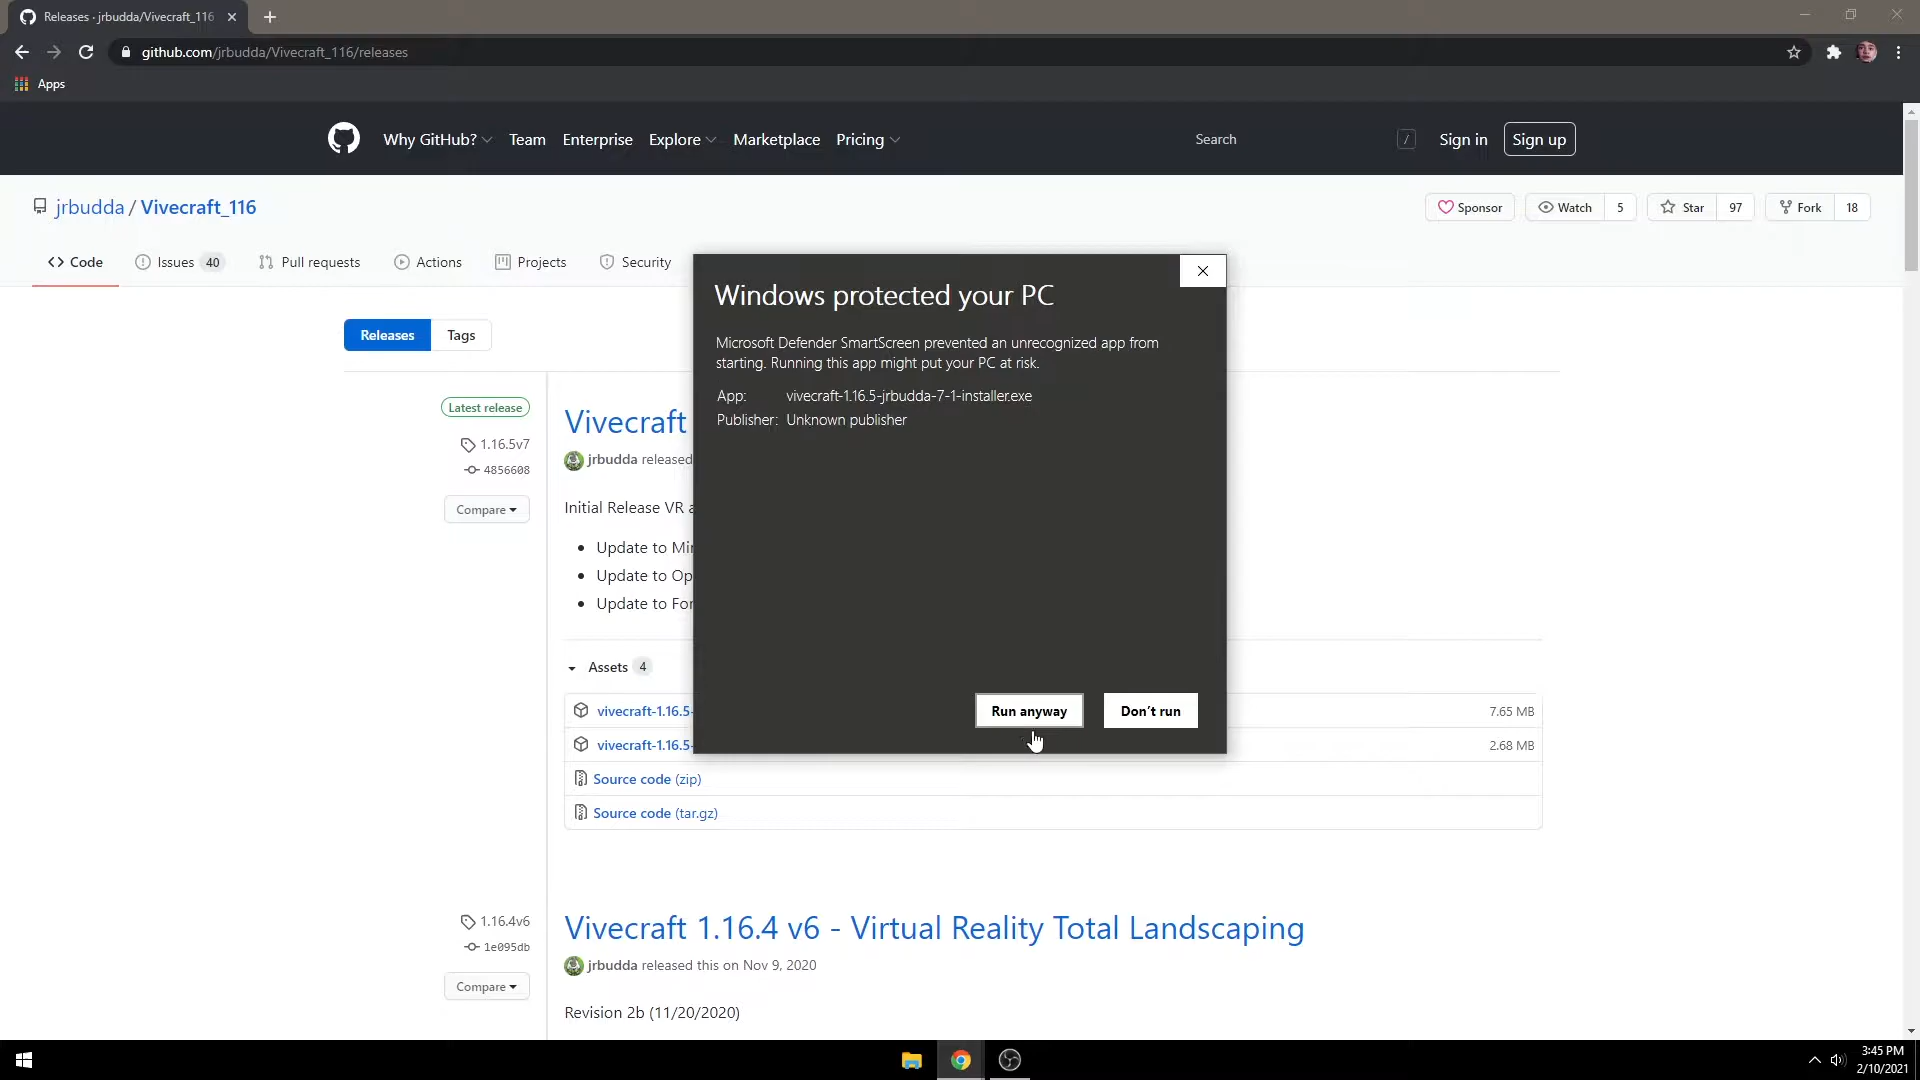 Releases · jrbudda/Vivecraft_116
github.com/jrbudda/Vivecraft_116/releases
Apps
Why GitHub?
Team
Enterprise
Explore
Marketplace
Pricing
Search
/
Sign in
Sign up
jrbudda / Vivecraft_116
Sponsor
Watch 5
Star 97
Fork 18
Code
Issues 40
Pull requests
Actions
Projects
Security
Releases
Tags
Windows protected your PC
Microsoft Defender SmartScreen prevented an unrecognized app from
starting. Running this app might put your PC at risk.
App: vivecraft-1.16.5-jrbudda-7-1-installer.exe
Publisher: Unknown publisher
Run anyway
Don't run
Latest release
1.16.5v7
4856608
Compare
Vivecraft
jrbudda released
Initial Release VR
Update to
Update to
Update to
Assets 4
vivecraft-1.16.5-
7.65 MB
vivecraft-1.16.5-
2.68 MB
Source code (zip)
Source code (tar.gz)
1.16.4v6
1e095db
Compare
Vivecraft 1.16.4 v6 - Virtual Reality Total Landscaping
jrbudda released this on Nov 9, 2020
Revision 2b (11/20/2020)
3:45 PM
2/10/2021